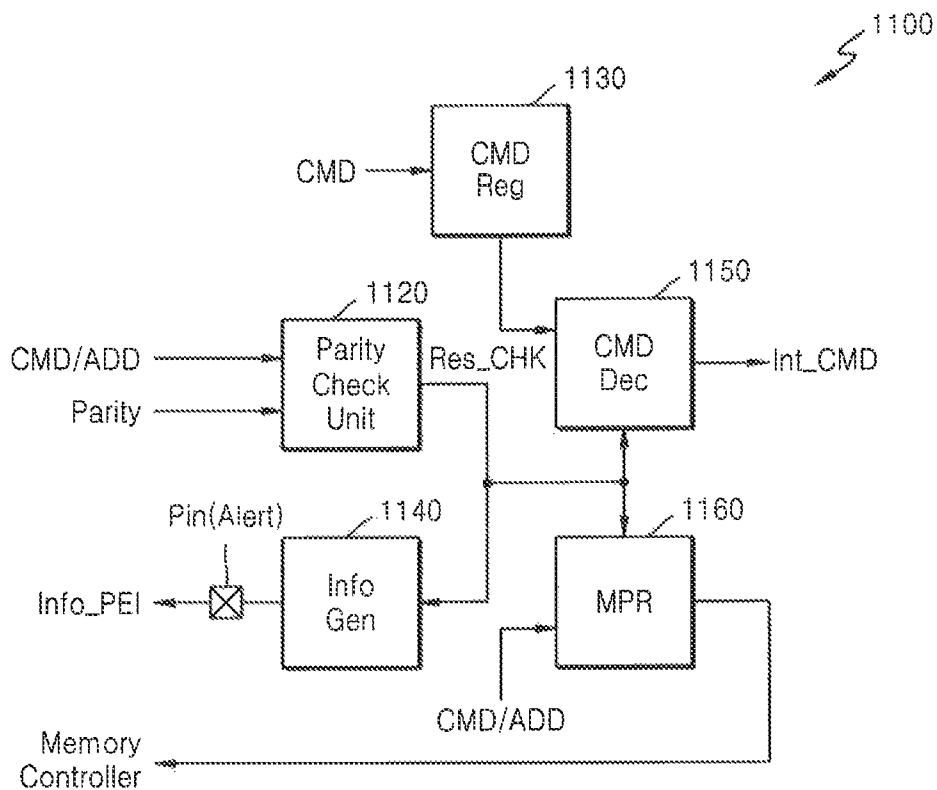 1100
1130
CMD
CMD
Reg
1150
1120
CMD/ADD
Parity
Check
Unit
Res_CHK
CMD
Dec
Int_CMD
Parity
Pin(Alert)
1140
1160
Info_PEI
Info
Gen
MPR
CMD/ADD
Memory
Controller